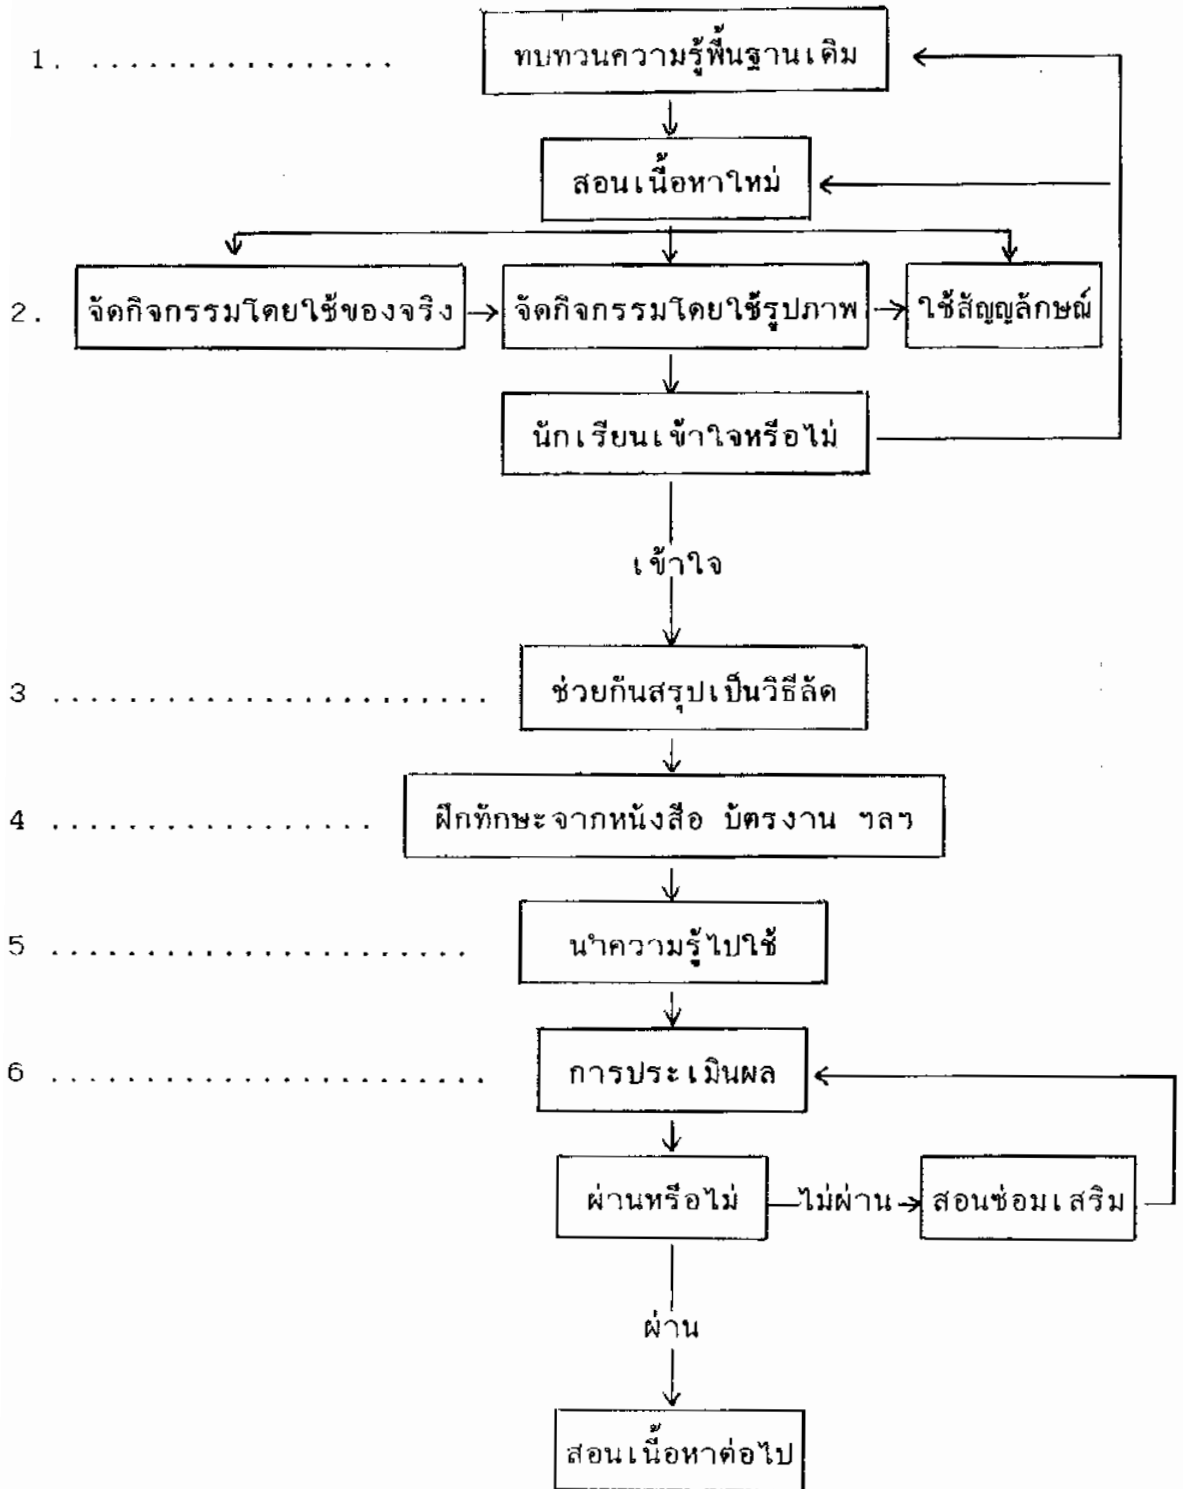 1. ................ ทบทวนความรู้พื้นฐานเดิม
สอนเนื้อหาใหม่
2. จัดกิจกรรมโดยใช้ของจริง จัดกิจกรรมโดยใช้รูปภาพ ใช้สัญญลักษณ์
นักเรียนเข้าใจหรือไม่
เข้าใจ
3 ....................... ช่วยกันสรุปเป็นวิธีลัด
4 ................. ฝึกทักษะจากหนังสือ บัตรงาน ฯลฯ
5 ...................... นำความรู้ไปใช้
6 ....................... การประเมินผล
ผ่านหรือไม่ ไม่ผ่าน สอนซ่อมเสริม
ผ่าน
สอนเนื้อหาต่อไป